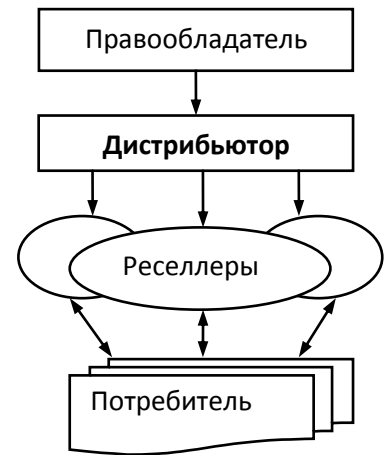 Правообладатель
Дистрибьютор
Реселлеры
Потребитель